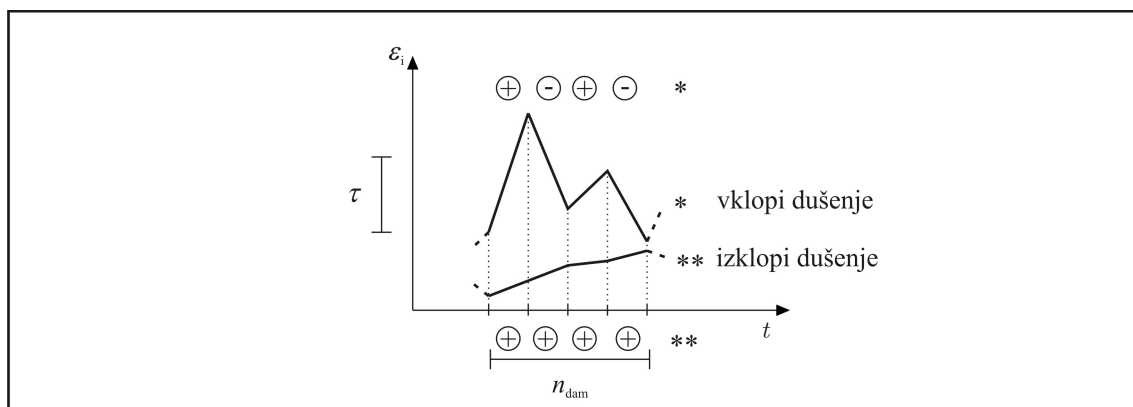 εi
+ - + - *
τ
* vklopi dušenje
** izklopi dušenje
t
+ + + + **
ndam